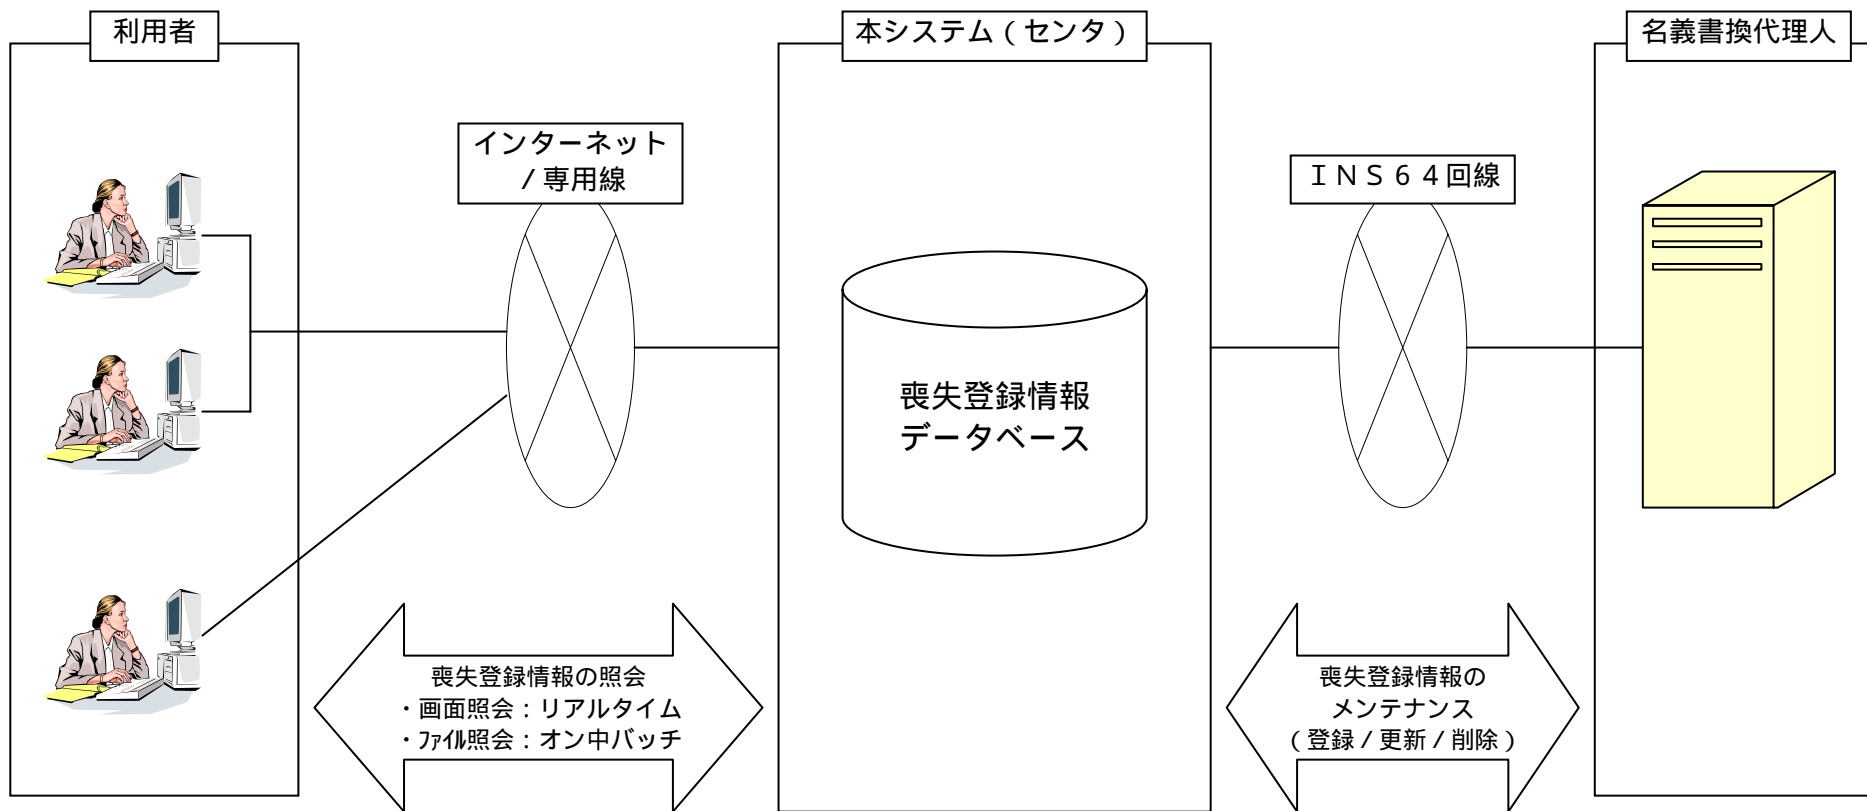 利用者
本システム（センタ）
名義書換代理人
インターネット
/専用線
ＩＮＳ６４回線
喪失登録情報
データベース
喪失登録情報の照会
・画面照会：リアルタイム
・ﾌｧｲﾙ照会：オン中バッチ
喪失登録情報の
メンテナンス
（登録/更新/削除）